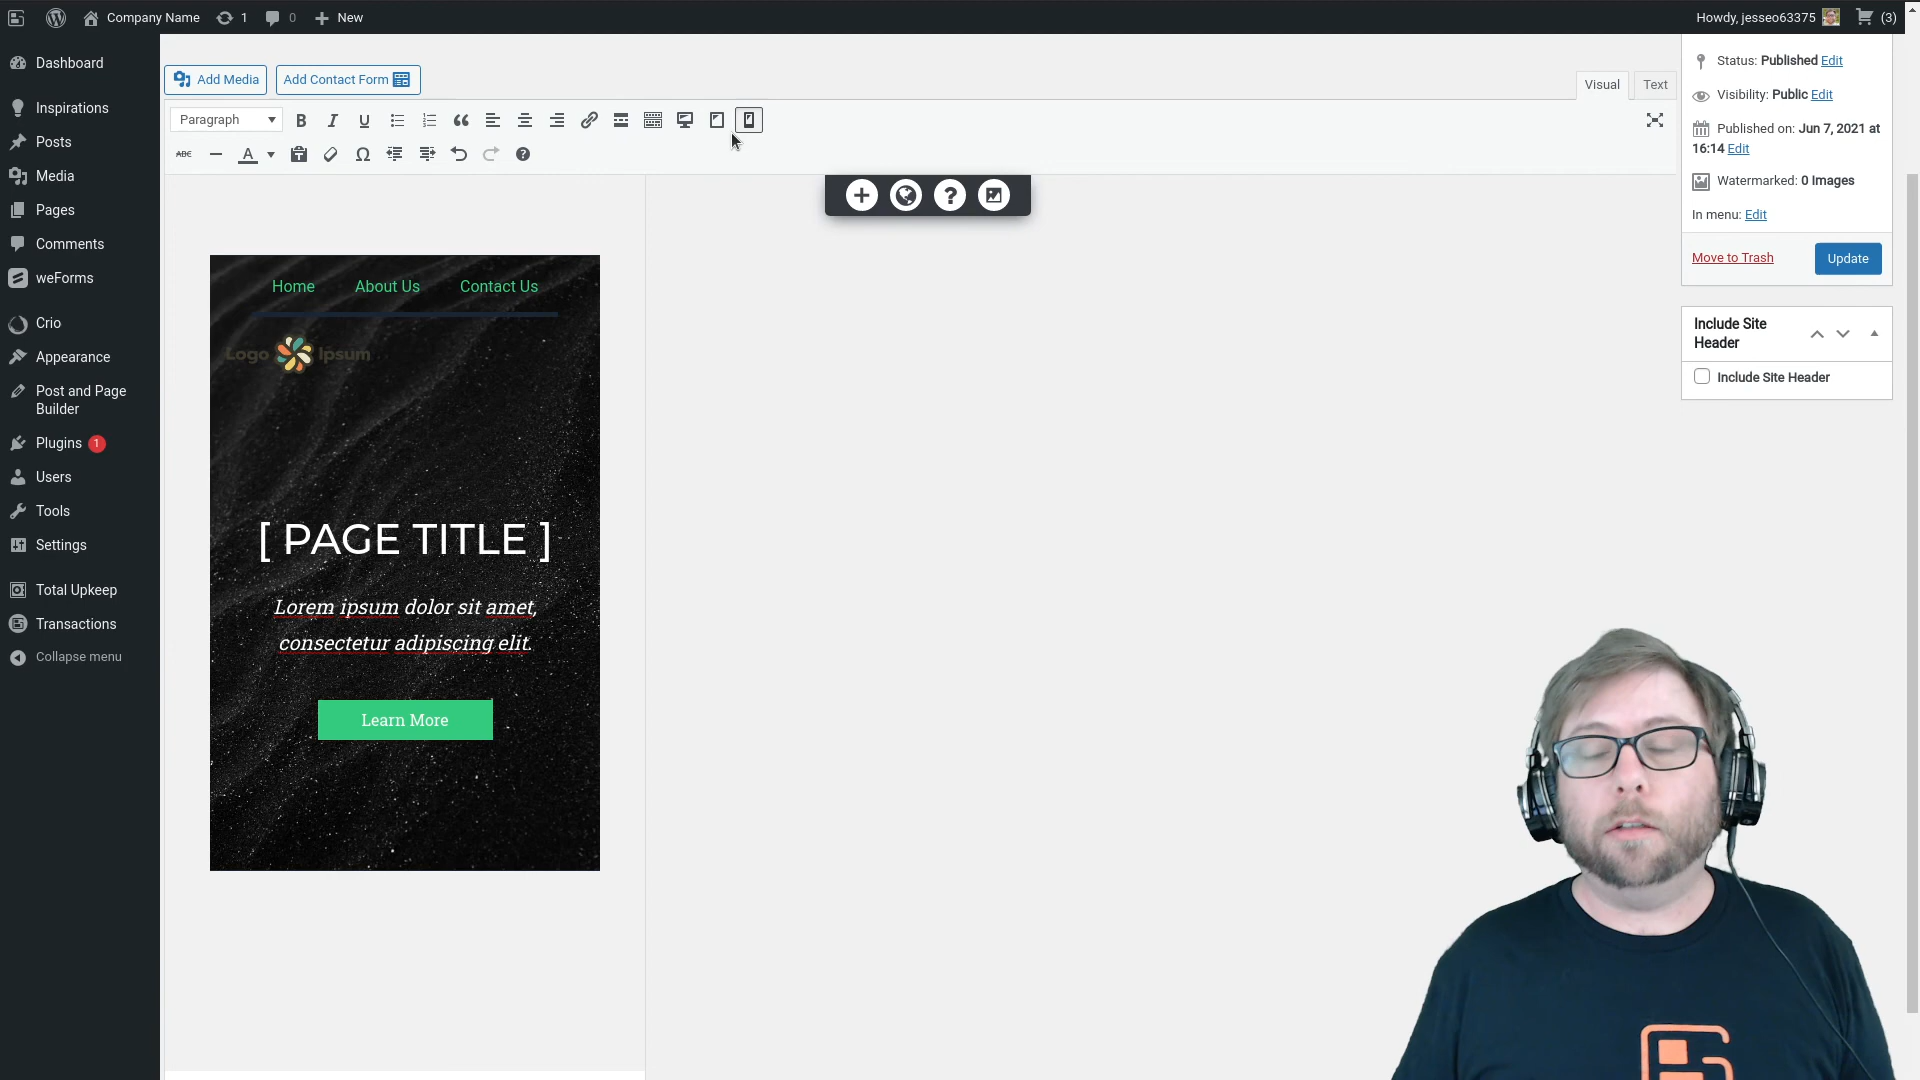 Company Name
1
0
New
Howdy, jesseo63375
(3)
Dashboard
Inspirations
Posts
Media
Pages
Comments
weForms
Crio
Appearance
Post and Page
Builder
Plugins 1
Users
Tools
Settings
Total Upkeep
Transactions
Collapse menu
Add Media
Add Contact Form
Visual
Text
Paragraph
B I U
ABC
A
Home
About Us
Contact Us
Logo Ipsum
[ PAGE TITLE ]
Lorem ipsum dolor sit amet,
consectetur adipiscing elit.
Learn More
Status: Published Edit
Visibility: Public Edit
Published on: Jun 7, 2021 at
16:14 Edit
Watermarked: 0 Images
In menu: Edit
Move to Trash
Update
Include Site
Header
Include Site Header